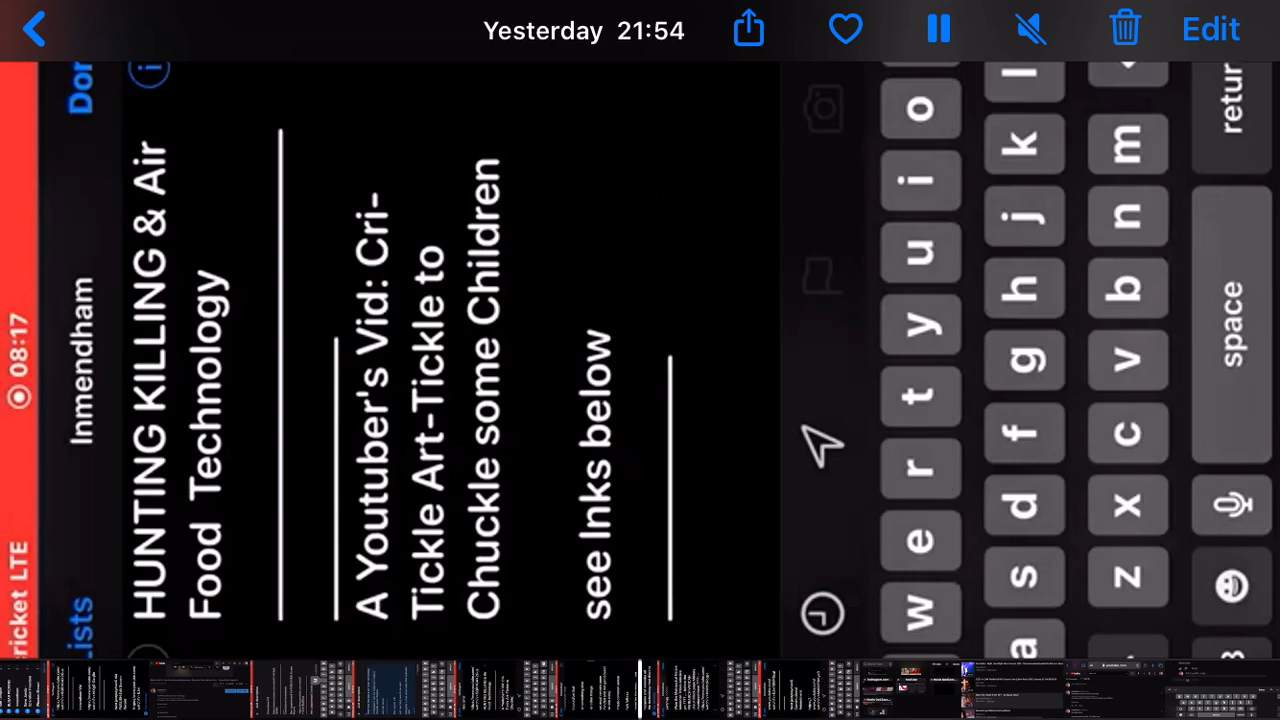 Yesterday 21:54
Edit
ricket LTE
08:17
Lists
Inmendham
Don
HUNTING KILLING & Air
Food Technology
A Youtuber's Vid: Cri-
Tickle Art-Tickle to
Chuckle some Children
see lnks below
w e r t y u i o
a s d f g h j k l
z x c v b n m
space
retur